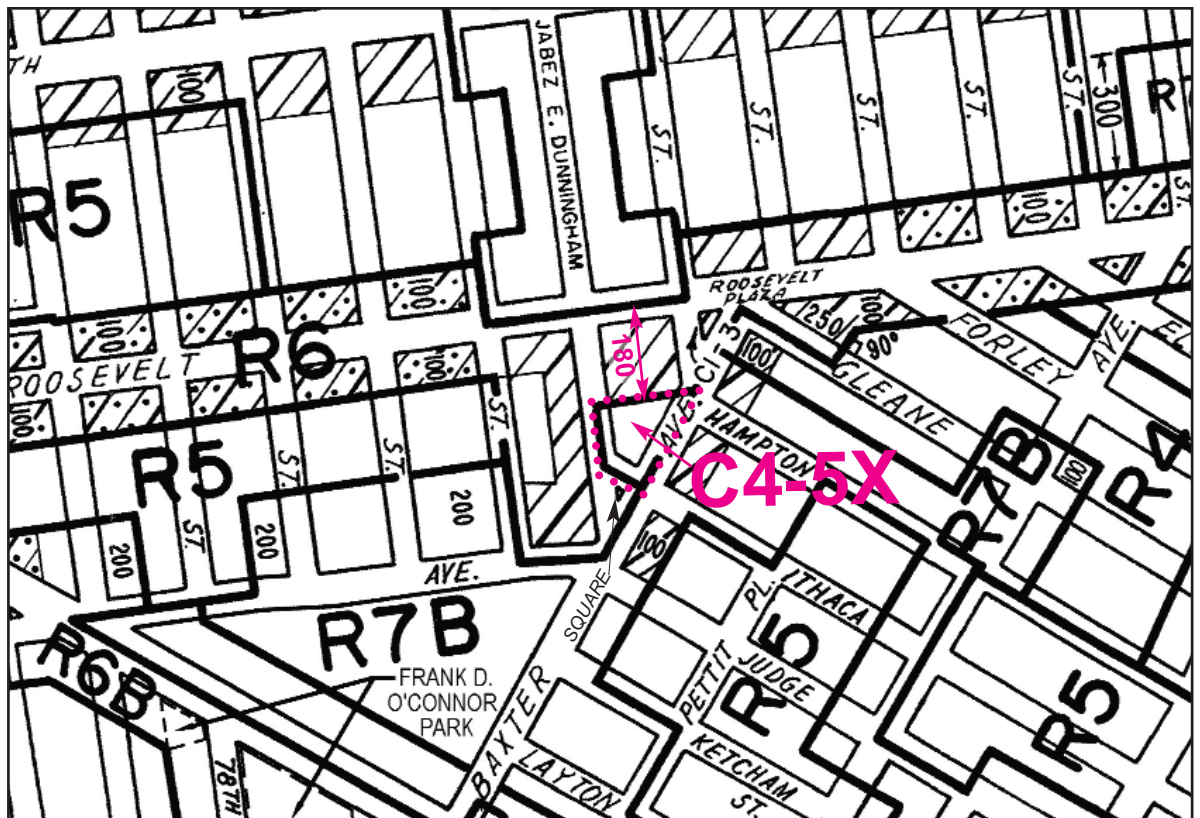 TH
100
JABEZ E. DUNNINGHAM
ST.
ST.
ST.
ST.
ST.
300
R
R5
100
ST.
100
100
100
ROOSEVELT
PLAZA
R6
ROOSEVELT
180
13
250
100
90°
FORLEY
AVE.
EL
100
100
100
GLEANE
ST.
AVE
HAMPTON
C4-5X
R5
ST.
ST.
R7B
100
R4
200
200
200
ST.
100
AVE.
SQUARE
PL.
ITHACA
R7B
R5
JUDGE
PETTIT
R6B
FRANK D.
O'CONNOR
PARK
BAXTER
R5
78TH
LAYTON
KETCHAM
ST.